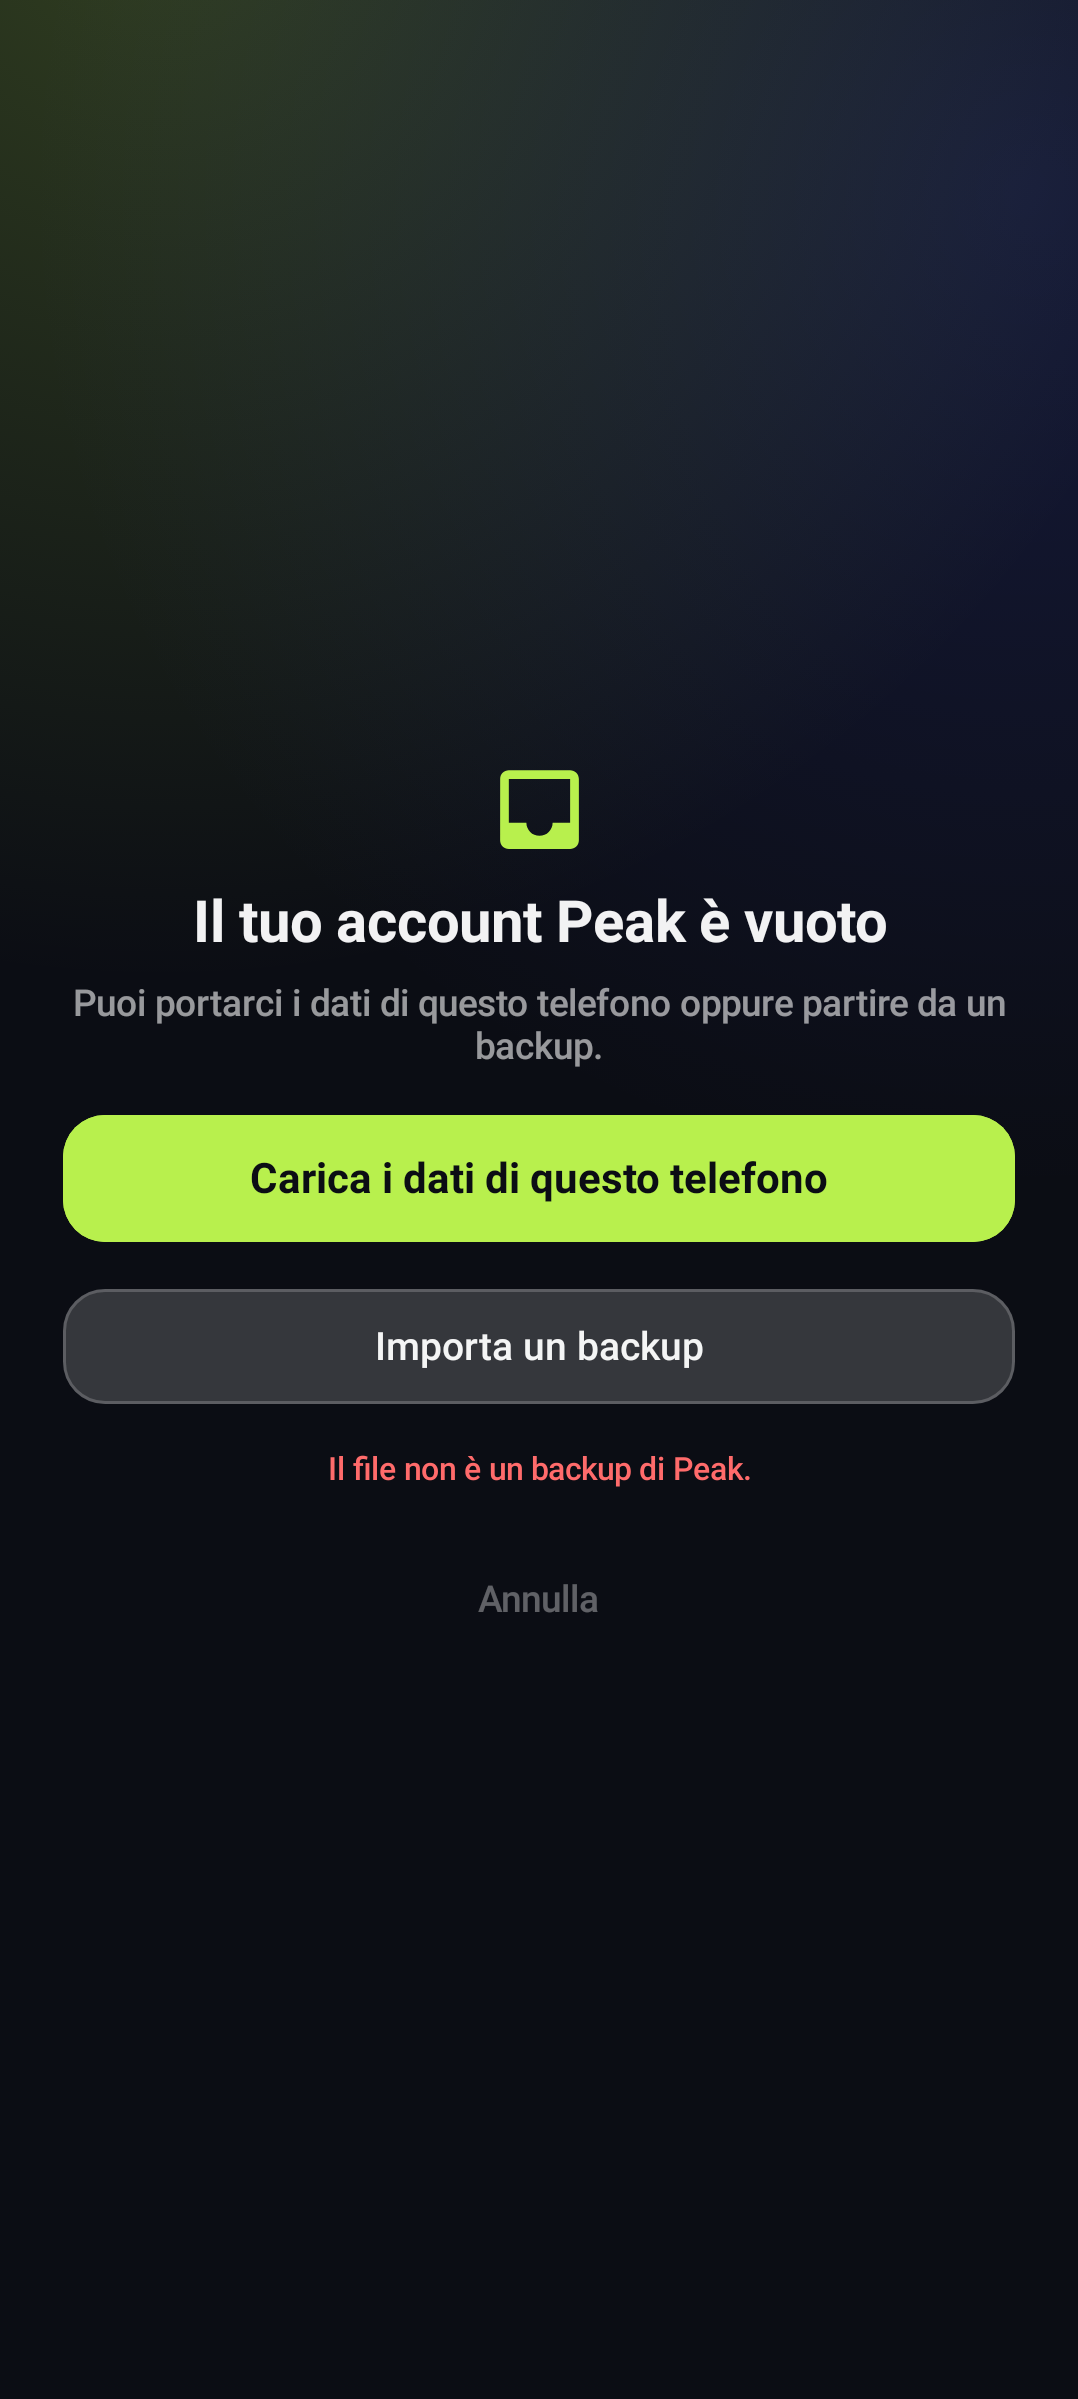 Il tuo account Peak è vuoto
Puoi portarci i dati di questo telefono oppure partire da un
backup.
Carica i dati di questo telefono
Importa un backup
Il file non è un backup di Peak.
Annulla